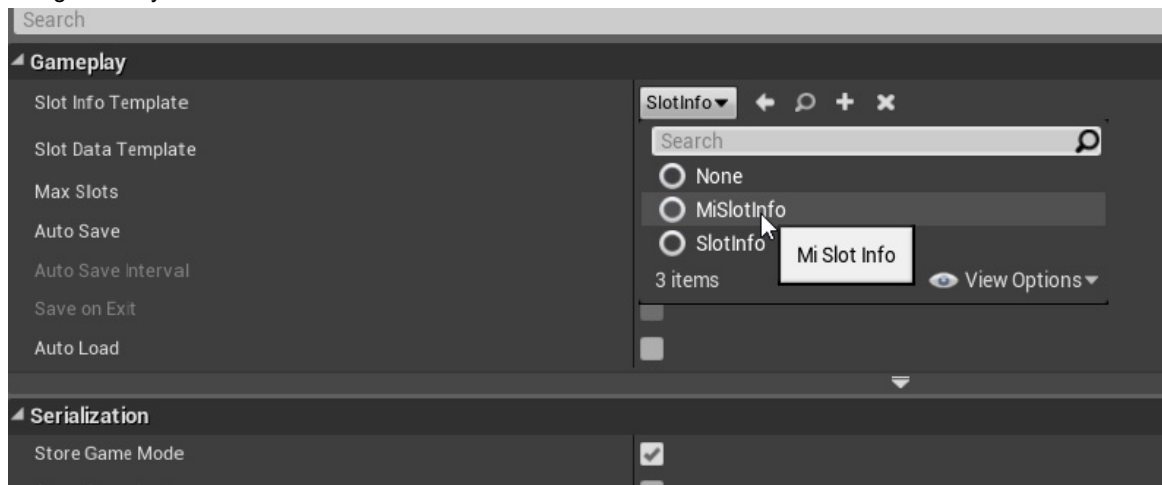 Search
Gameplay
Slot Info Template
SlotInfo
Search
Slot Data Template
None
Max Slots
MiSlotInfo
Auto Save
SlotInfo
Mi Slot Info
Auto Save Interval
3 items
View Options
Save on Exit
Auto Load
Serialization
Store Game Mode